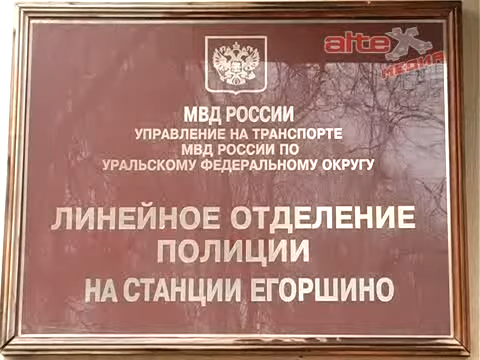 alteX
МЕДИА
МВД РОССИИ
УПРАВЛЕНИЕ НА ТРАНСПОРТЕ
МВД РОССИИ ПО
УРАЛЬСКОМУ ФЕДЕРАЛЬНОМУ ОКРУГУ
ЛИНЕЙНОЕ ОТДЕЛЕНИЕ
ПОЛИЦИИ
НА СТАНЦИИ ЕГОРШИНО